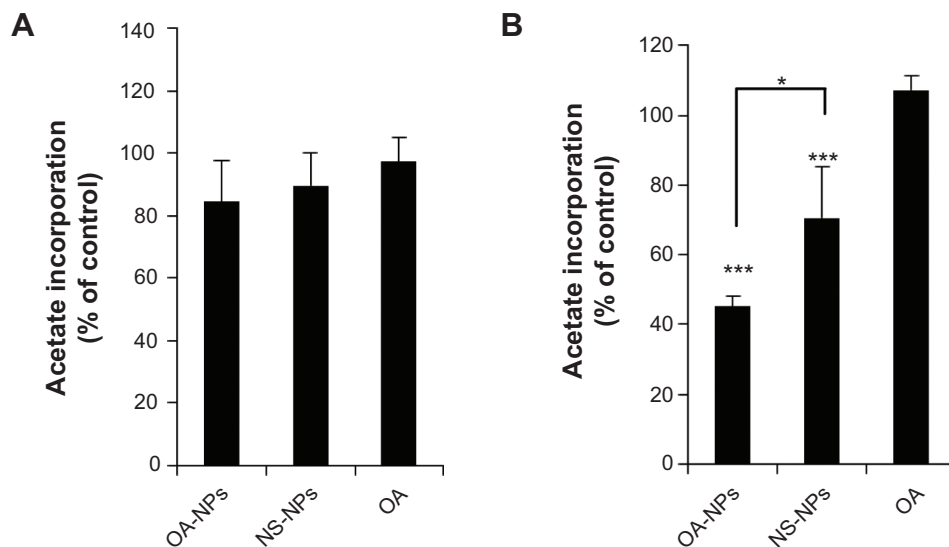 A
Acetate incorporation
(% of control)
140
120
100
80
60
40
20
0
OA-NPs
NS-NPs
OA
B
Acetate incorporation
(% of control)
120
100
80
60
40
20
0
*
***
***
OA-NPs
NS-NPs
OA